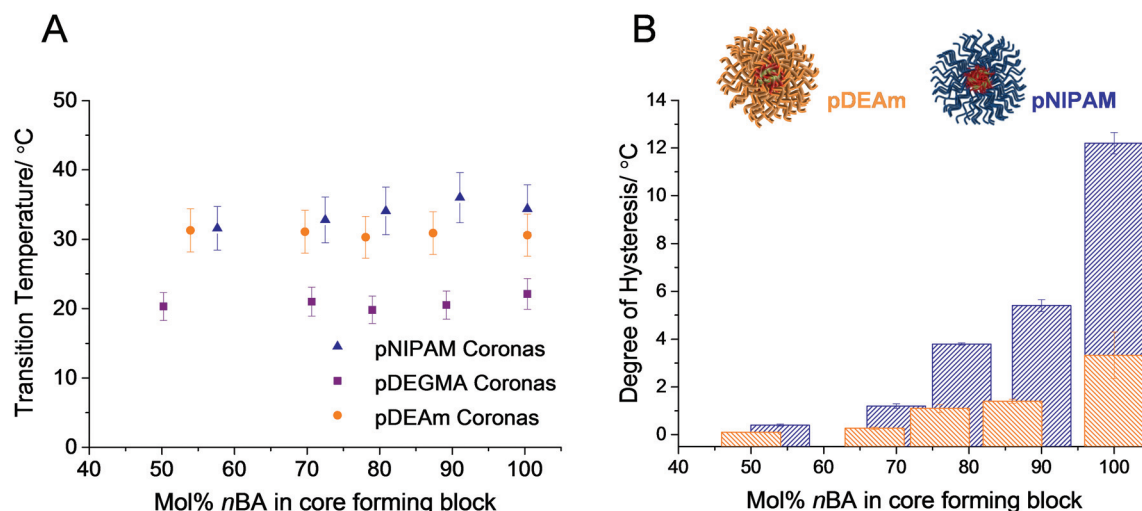 A
50
40
30
20
10
0
Transition Temperature/ °C
pNIPAM Coronas
pDEGMA Coronas
pDEAm Coronas
40 50 60 70 80 90 100
Mol% nBA in core forming block
B
pDEAm
pNIPAM
14
12
10
8
6
4
2
0
Degree of Hysteresis/ °C
40 50 60 70 80 90 100
Mol% nBA in core forming block